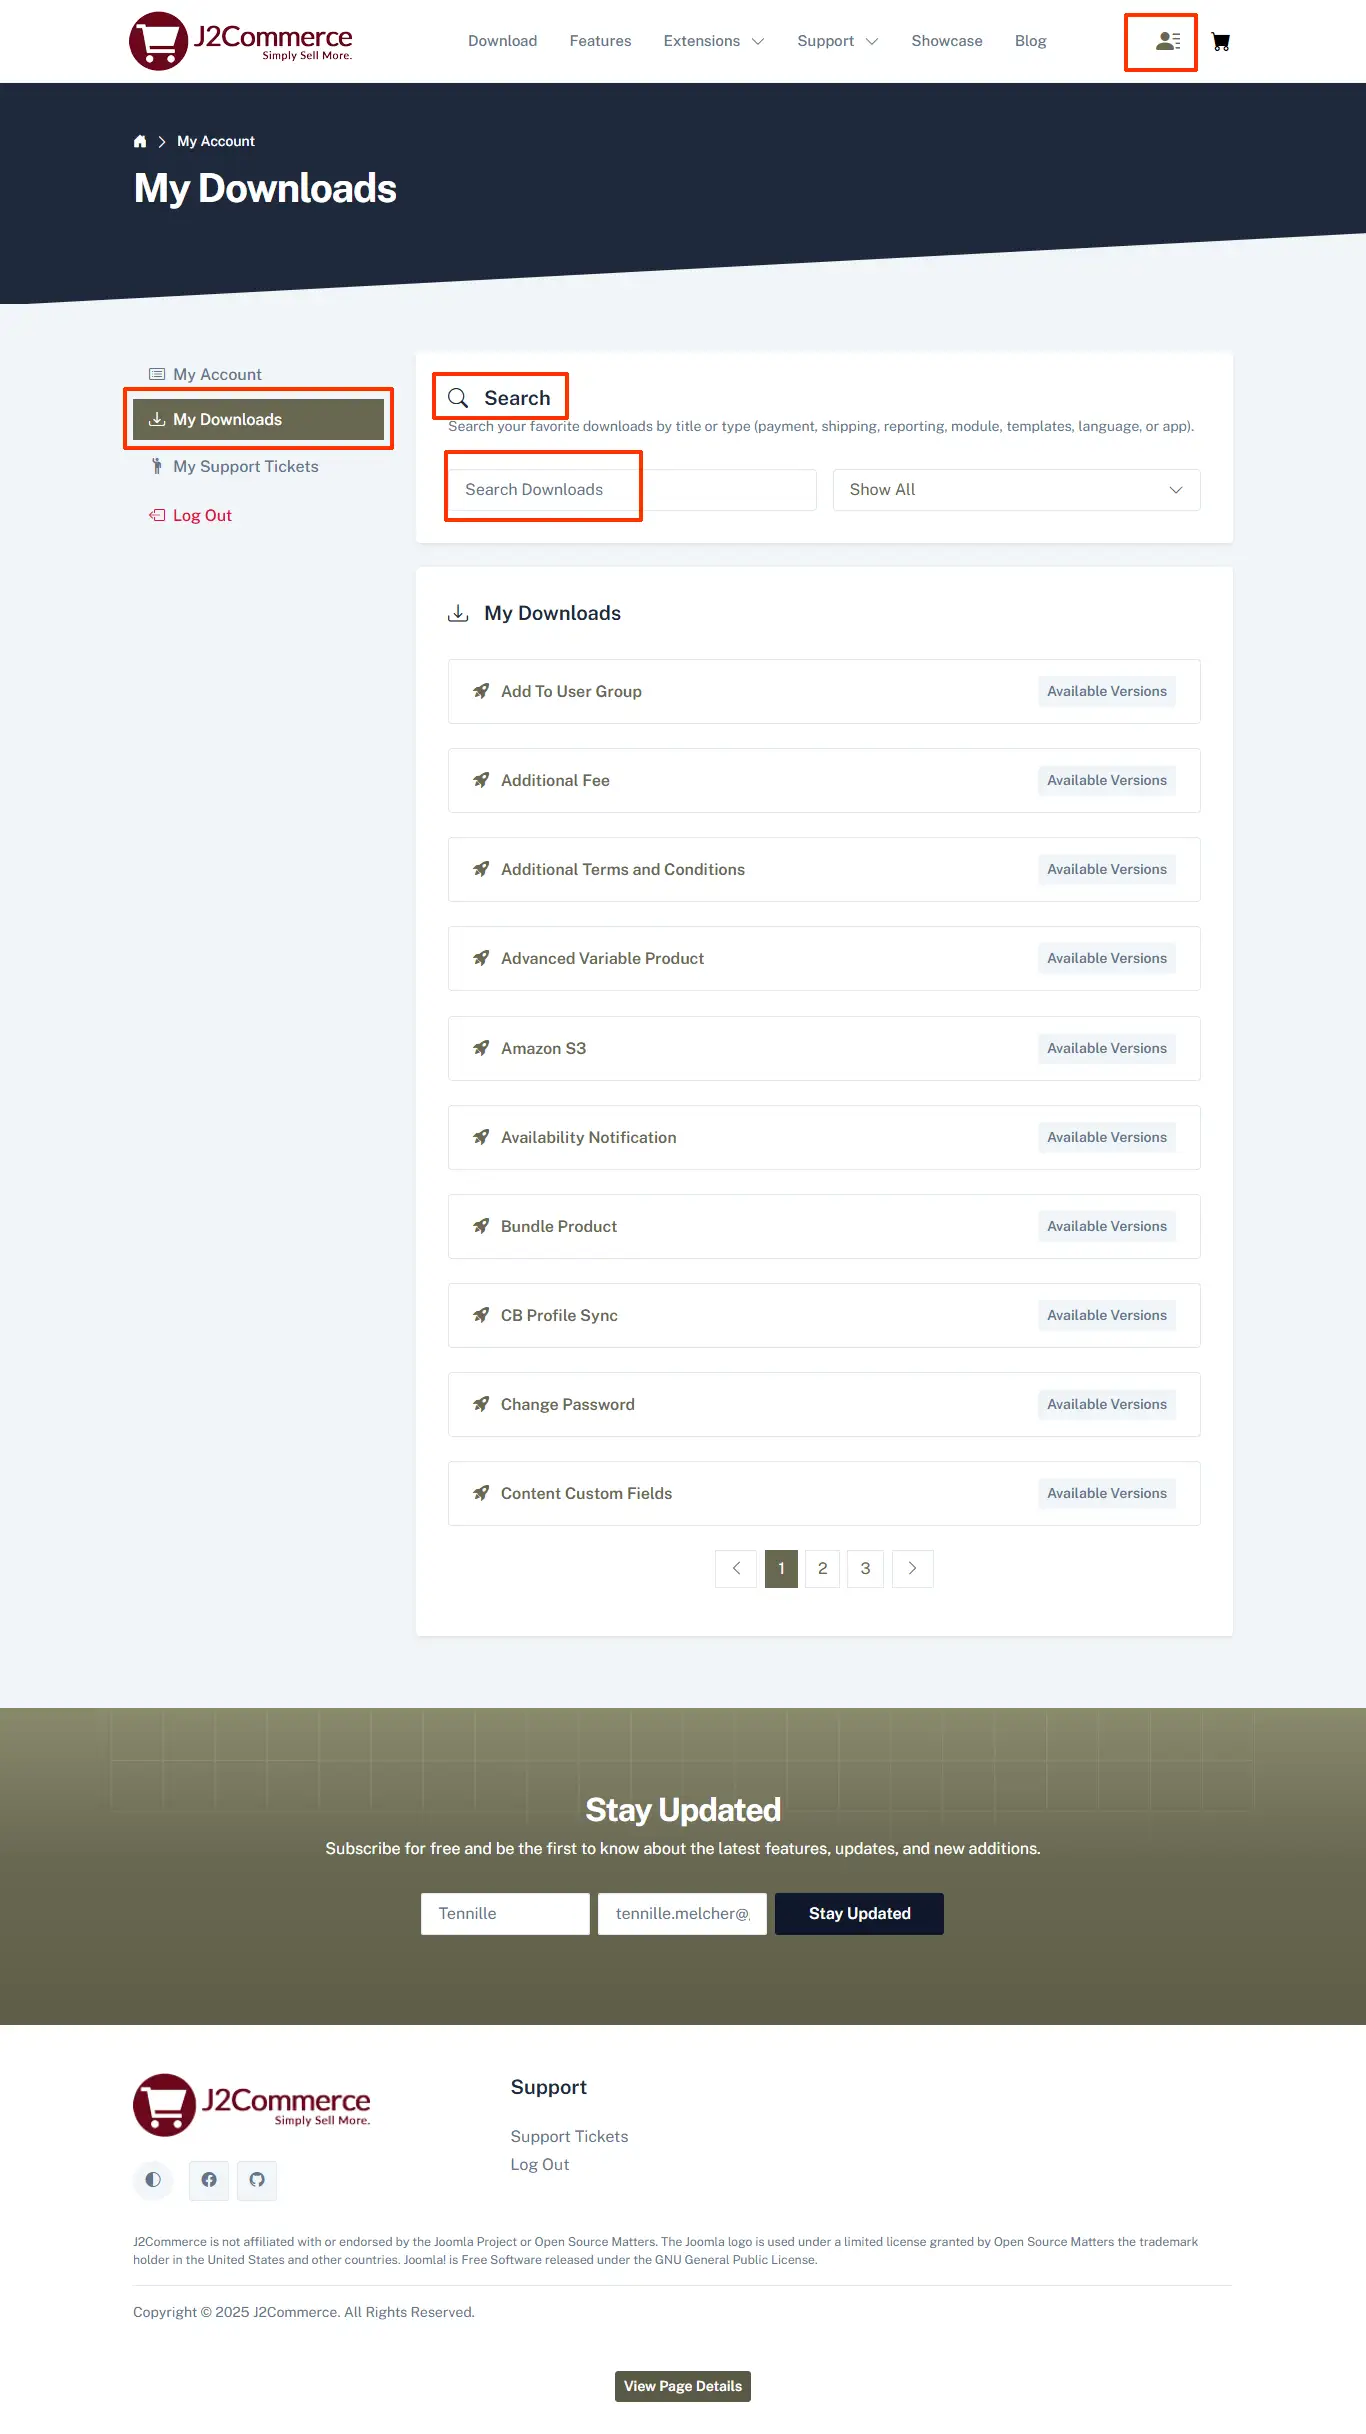 J2Commerce
Simply Sell More.
Download Features Extensions Support Showcase Blog
My Account
My Downloads
My Account
My Downloads
My Support Tickets
Log Out
Search
Search your favorite downloads by title or type (payment, shipping, reporting, module, templates, language, or app).
Search Downloads
Show All
My Downloads
Add To User Group Available Versions
Additional Fee Available Versions
Additional Terms and Conditions Available Versions
Advanced Variable Product Available Versions
Amazon S3 Available Versions
Availability Notification Available Versions
Bundle Product Available Versions
CB Profile Sync Available Versions
Change Password Available Versions
Content Custom Fields Available Versions
1 2 3
Stay Updated
Subscribe for free and be the first to know about the latest features, updates, and new additions.
Tennille tennille.melcher@ Stay Updated
J2Commerce
Simply Sell More.
Support
Support Tickets
Log Out
J2Commerce is not affiliated with or endorsed by the Joomla Project or Open Source Matters. The Joomla logo is used under a limited license granted by Open Source Matters the trademark
holder in the United States and other countries. Joomla! is Free Software released under the GNU General Public License.
Copyright © 2025 J2Commerce. All Rights Reserved.
View Page Details